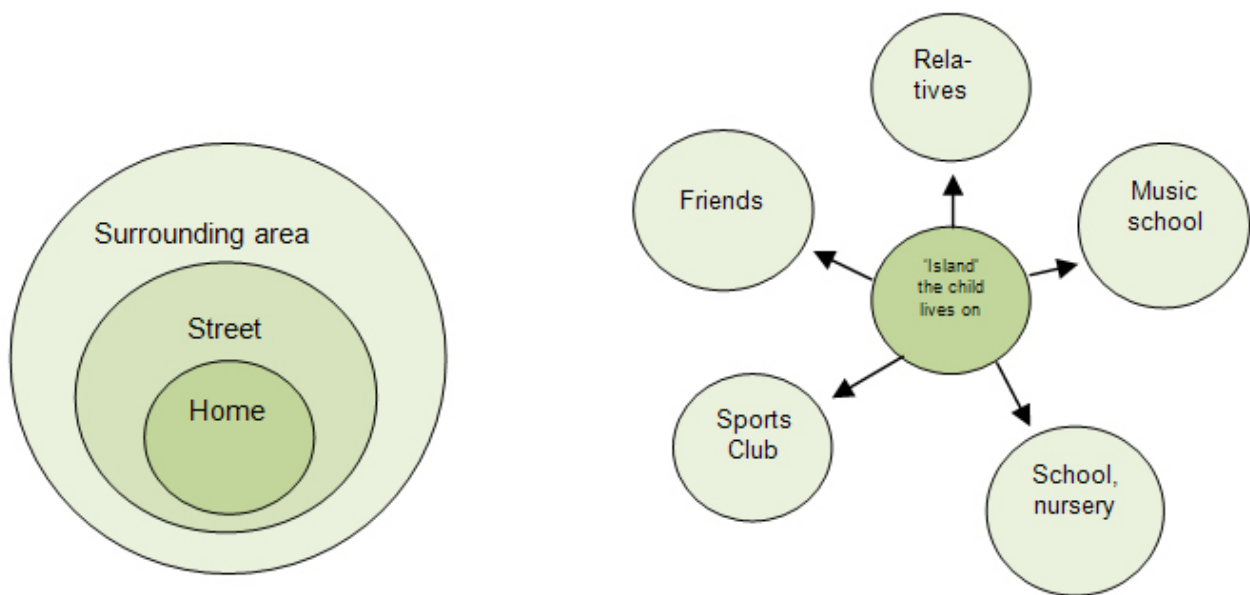 Surrounding area
Street
Home
Rela-
tives
Friends
Music
school
'Island'
the child
lives on
Sports
Club
School,
nursery